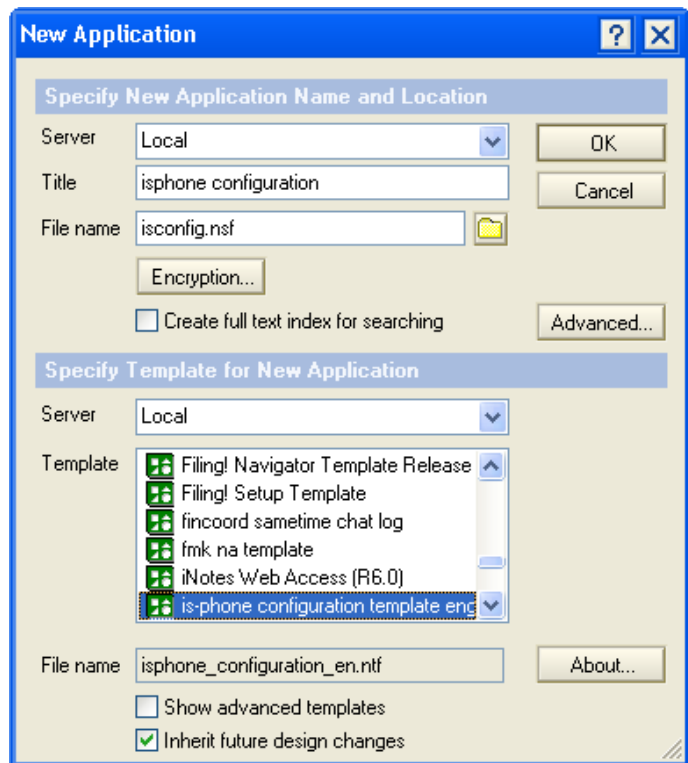 New Application
Specify New Application Name and Location
Server Local OK
Title isphone configuration Cancel
File name isconfig.nsf
Encryption...
Create full text index for searching Advanced...
Specify Template for New Application
Server Local
Template Filing! Navigator Template Release
Filing! Setup Template
fincoord sametime chat log
fmk na template
iNotes Web Access (R6.0)
is-phone configuration template eng
File name isphone_configuration_en.ntf About...
Show advanced templates
Inherit future design changes